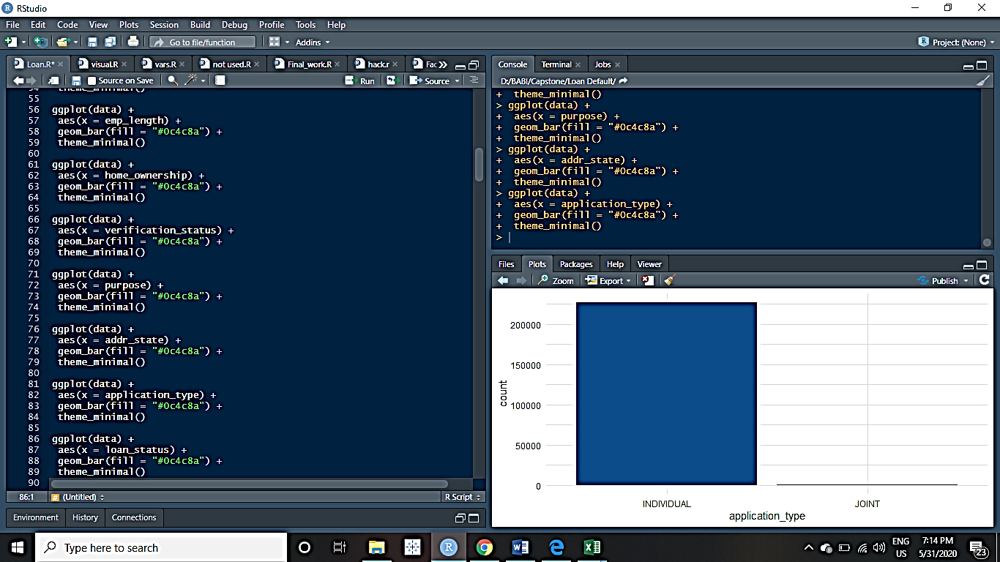 RStudio
File Edit Code View Plots Session Build Debug Profile Tools Help
Go to file/function Addins Project: (None)
Loan.R* visual.R vars.R not used.R Final_work.R hack.r Fac
Source on Save Run Source
55
56 ggplot(data) +
57 aes(x = emp_length) +
58 geom_bar(fill = "#0c4c8a") +
59 theme_minimal()
60
61 ggplot(data) +
62 aes(x = home_ownership) +
63 geom_bar(fill = "#0c4c8a") +
64 theme_minimal()
65
66 ggplot(data) +
67 aes(x = verification_status) +
68 geom_bar(fill = "#0c4c8a") +
69 theme_minimal()
70
71 ggplot(data) +
72 aes(x = purpose) +
73 geom_bar(fill = "#0c4c8a") +
74 theme_minimal()
75
76 ggplot(data) +
77 aes(x = addr_state) +
78 geom_bar(fill = "#0c4c8a") +
79 theme_minimal()
80
81 ggplot(data) +
82 aes(x = application_type) +
83 geom_bar(fill = "#0c4c8a") +
84 theme_minimal()
85
86 ggplot(data) +
87 aes(x = loan_status) +
88 geom_bar(fill = "#0c4c8a") +
89 theme_minimal()
90
86:1 # (Untitled) R Script
Environment History Connections
Console Terminal Jobs
D:/BABI/Capstone/Loan Default/
+ theme_minimal()
> ggplot(data) +
+ aes(x = purpose) +
+ geom_bar(fill = "#0c4c8a") +
+ theme_minimal()
> ggplot(data) +
+ aes(x = addr_state) +
+ geom_bar(fill = "#0c4c8a") +
+ theme_minimal()
> ggplot(data) +
+ aes(x = application_type) +
+ geom_bar(fill = "#0c4c8a") +
+ theme_minimal()
>
Files Plots Packages Help Viewer
Zoom Export Publish
200000
150000
100000
50000
0
count
INDIVIDUAL JOINT
application_type
Type here to search
ENG
US
7:14 PM
5/31/2020
23